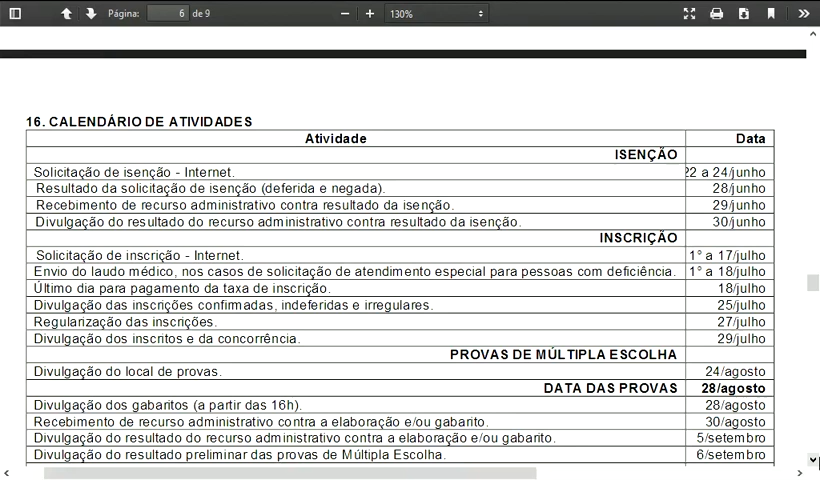 Página: 6 de 9 130%
16. CALENDÁRIO DE ATIVIDADES
Atividade Data
ISENÇÃO
Solicitação de isenção - Internet. 22 a 24/junho
Resultado da solicitação de isenção (deferida e negada). 28/junho
Recebimento de recurso administrativo contra resultado da isenção. 29/junho
Divulgação do resultado do recurso administrativo contra resultado da isenção. 30/junho
INSCRIÇÃO
Solicitação de inscrição - Internet. 1° a 17/julho
Envio do laudo médico, nos casos de solicitação de atendimento especial para pessoas com deficiência. 1° a 18/julho
Último dia para pagamento da taxa de inscrição. 18/julho
Divulgação das inscrições confirmadas, indeferidas e irregulares. 25/julho
Regularização das inscrições. 27/julho
Divulgação dos inscritos e da concorrência. 29/julho
PROVAS DE MÚLTIPLA ESCOLHA
Divulgação do local de provas. 24/agosto
DATA DAS PROVAS 28/agosto
Divulgação dos gabaritos (a partir das 16h). 28/agosto
Recebimento de recurso administrativo contra a elaboração e/ou gabarito. 30/agosto
Divulgação do resultado do recurso administrativo contra a elaboração e/ou gabarito. 5/setembro
Divulgação do resultado preliminar das provas de Múltipla Escolha. 6/setembro